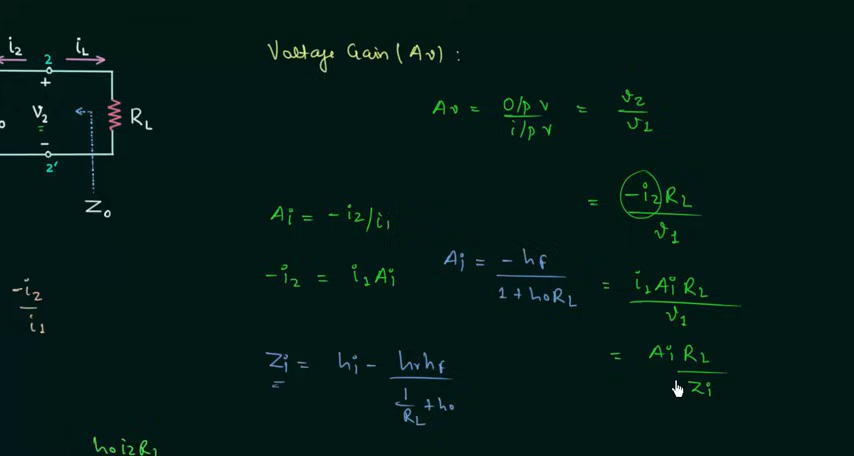 Voltage Gain (Av) :
i2 iL
2
+
V2
-
2'
RL
Zo
Av = O/p v / i/p v = v2 / v1
= -i2 RL / v1
Ai = -i2/i1
-i2 = i1 Ai
Ai = -hf / 1 + hoRL
= i1 Ai RL / v1
-i2 / i1
Zi = hi - hrhf / 1/RL + ho
= Ai RL / Zi
hoi2RL